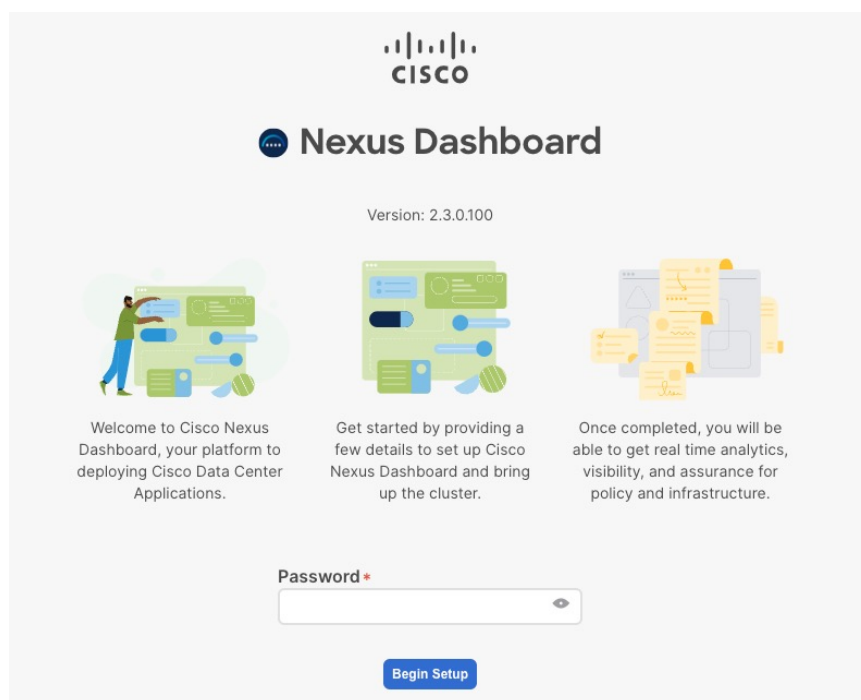 CISCO
Nexus Dashboard
Version: 2.3.0.100
Welcome to Cisco Nexus
Dashboard, your platform to
deploying Cisco Data Center
Applications.
Get started by providing a
few details to set up Cisco
Nexus Dashboard and bring
up the cluster.
Once completed, you will be
able to get real time analytics,
visibility, and assurance for
policy and infrastructure.
Password*
Begin Setup